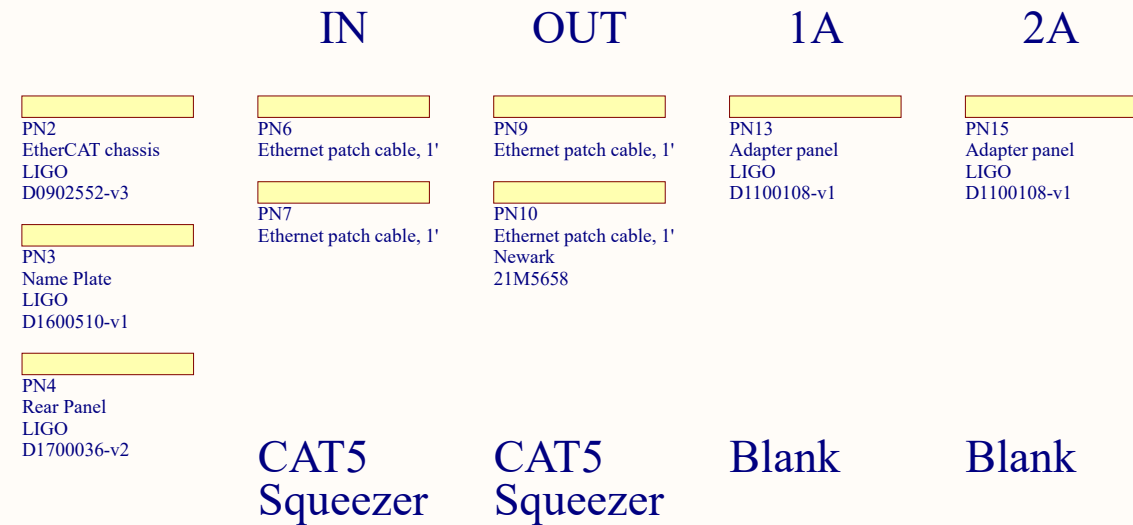 IN
OUT
1A
2A
PN2
EtherCAT chassis
LIGO
D0902552-v3
PN3
Name Plate
LIGO
D1600510-v1
PN4
Rear Panel
LIGO
D1700036-v2
PN6
Ethernet patch cable, 1'
PN7
Ethernet patch cable, 1'
CAT5
Squeezer
PN9
Ethernet patch cable, 1'
PN10
Ethernet patch cable, 1'
Newark
21M5658
CAT5
Squeezer
PN13
Adapter panel
LIGO
D1100108-v1
Blank
PN15
Adapter panel
LIGO
D1100108-v1
Blank